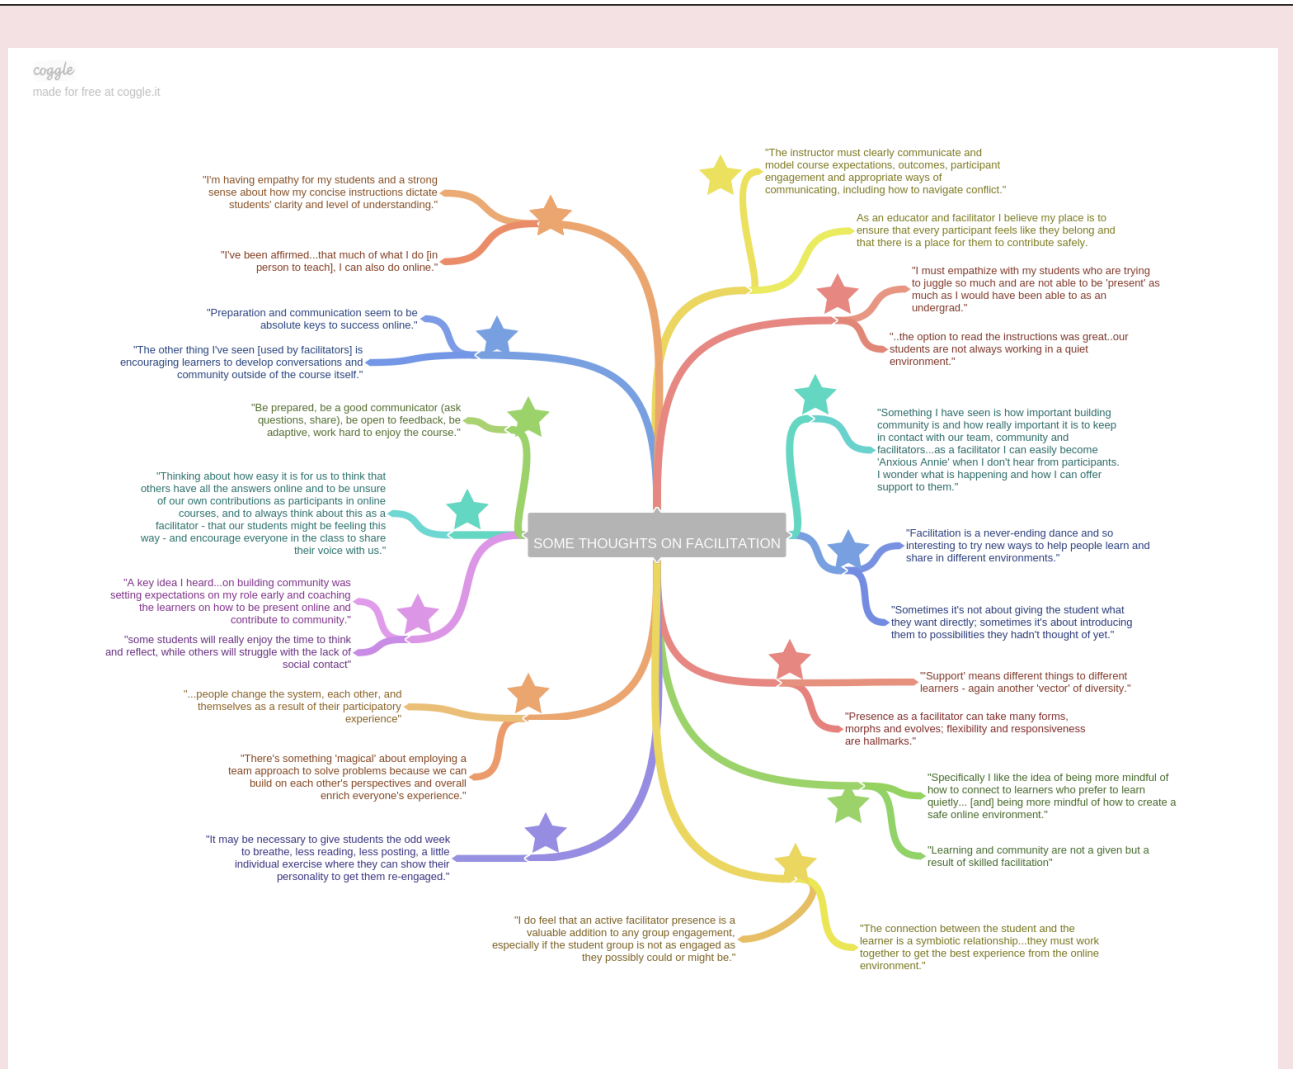 coggle
made for free at coggle.it
"I'm having empathy for my students and a strong
sense about how my concise instructions dictate
students' clarity and level of understanding."
"I've been affirmed...that much of what I do [in
person to teach], I can also do online."
"Preparation and communication seem to be
absolute keys to success online."
"The other thing I've seen [used by facilitators] is
encouraging learners to develop conversations and
community outside of the course itself."
"Be prepared, be a good communicator (ask
questions, share), be open to feedback, be
adaptive, work hard to enjoy the course."
"Thinking about how easy it is for us to think that
others have all the answers online and to be unsure
of our own contributions as participants in online
courses, and to always think about this as a
facilitator - that our students might be feeling this
way - and encourage everyone in the class to share
their voice with us."
"A key idea I heard...on building community was
setting expectations on my role early and coaching
the learners on how to be present online and
contribute to community."
"some students will really enjoy the time to think
and reflect, while others will struggle with the lack of
social contact"
"...people change the system, each other, and
themselves as a result of their participatory
experience"
"There's something 'magical' about employing a
team approach to solve problems because we can
build on each other's perspectives and overall
enrich everyone's experience."
"It may be necessary to give students the odd week
to breathe, less reading, less posting, a little
individual exercise where they can show their
personality to get them re-engaged."
SOME THOUGHTS ON FACILITATION
"The instructor must clearly communicate and
model course expectations, outcomes, participant
engagement and appropriate ways of
communicating, including how to navigate conflict."
As an educator and facilitator I believe my place is to
ensure that every participant feels like they belong and
that there is a place for them to contribute safely.
"I must empathize with my students who are trying
to juggle so much and are not able to be 'present' as
much as I would have been able to as an
undergrad."
"..the option to read the instructions was great..our
students are not always working in a quiet
environment."
"Something I have seen is how important building
community is and how really important it is to keep
in contact with our team, community and
facilitators...as a facilitator I can easily become
'Anxious Annie' when I don't hear from participants.
I wonder what is happening and how I can offer
support to them."
"Facilitation is a never-ending dance and so
interesting to try new ways to help people learn and
share in different environments."
"Sometimes it's not about giving the student what
they want directly; sometimes it's about introducing
them to possibilities they hadn't thought of yet."
"'Support' means different things to different
learners - again another 'vector' of diversity."
"Presence as a facilitator can take many forms,
morphs and evolves; flexibility and responsiveness
are hallmarks."
"Specifically I like the idea of being more mindful of
how to connect to learners who prefer to learn
quietly... [and] being more mindful of how to create a
safe online environment."
"Learning and community are not a given but a
result of skilled facilitation"
"I do feel that an active facilitator presence is a
valuable addition to any group engagement,
especially if the student group is not as engaged as
they possibly could or might be."
"The connection between the student and the
learner is a symbiotic relationship...they must work
together to get the best experience from the online
environment."